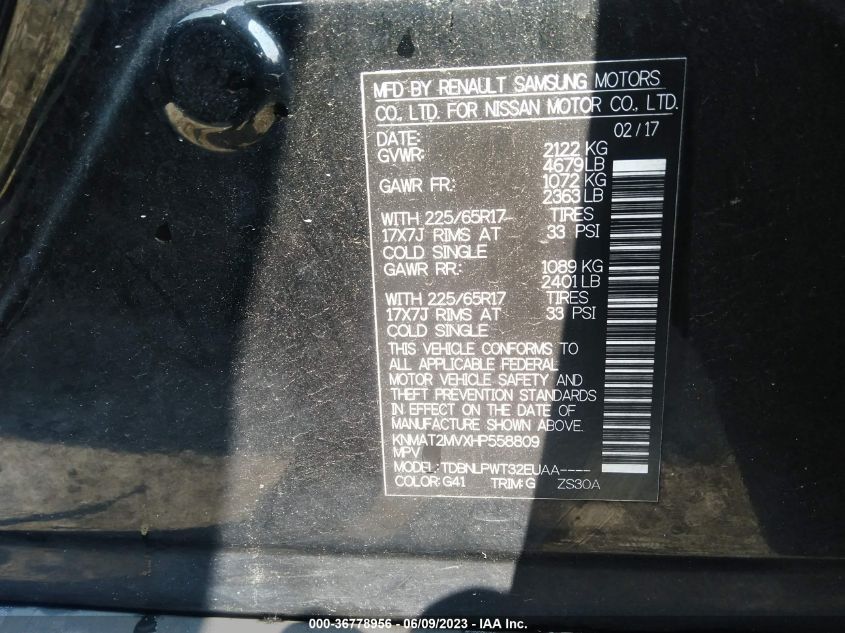 MFD BY RENAULT SAMSUNG MOTORS
CO., LTD. FOR NISSAN MOTOR CO., LTD.
02/17
DATE:
GVWR: 2122 KG
4679LB
GAWR FR: 1072 KG
2363 LB
WITH 225/65R17 TIRES
17X7J RIMS AT 33 PSI
COLD SINGLE
GAWR RR.: 1089 KG
2401 LB
WITH 225/65R17 TIRES
17X7J RIMS AT 33 PSI
COLD SINGLE
THIS VEHICLE CONFORMS TO
ALL APPLICABLE FEDERAL
MOTOR VEHICLE SAFETY AND
THEFT PREVENTION STANDARDS
IN EFFECT ON THE DATE OF
MANUFACTURE SHOWN ABOVE.
KNMAT2MVXHP558809
MPV
MODEL: TDBNLPWT32EUAA----
COLOR: G41 TRIM: G ZS30A
000-36778956 - 06/09/2023 - IAA Inc.